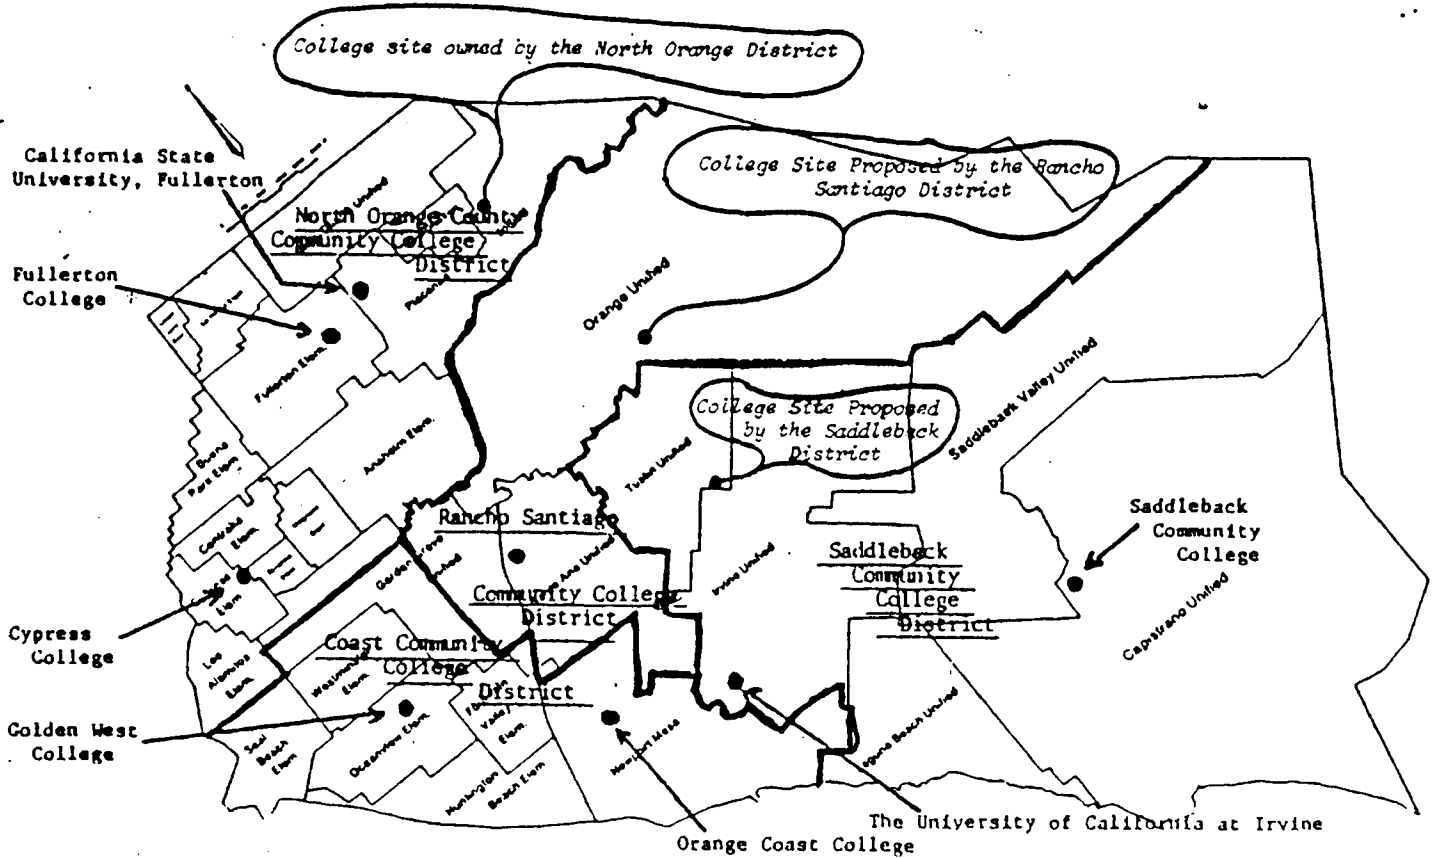 College site owned by the North Orange District
College Site Proposed by the Rancho
Santiago District
California State
University, Fullerton
Unified
North Orange County
Community College
District
Fullerton
College
Orange Unified
Fullerton Elem.
College Site Proposed
by the Saddleback
District
Saddleback Valley Unified
Buena
Park Elem
Anaheim Elem.
Tustin Unified
Centralia
Elem.
Rancho Santiago
Saddleback
Community
College
Garden Grove
Unified
Ana Unified
Irvine Unified
Saddleback
Community
College
District
Elem
Community College
District
Capistrano Unified
Cypress
College
Los
Alamitos
Elem
Coast Community
College
District
Westminster
Elem
Valley
Elem.
Golden West
College
Seal
Beach
Elem
Oceanview Elem.
Huntington
Beach Elem
Newport Mesa
Laguna Beach Unified
The University of California at Irvine
Orange Coast College